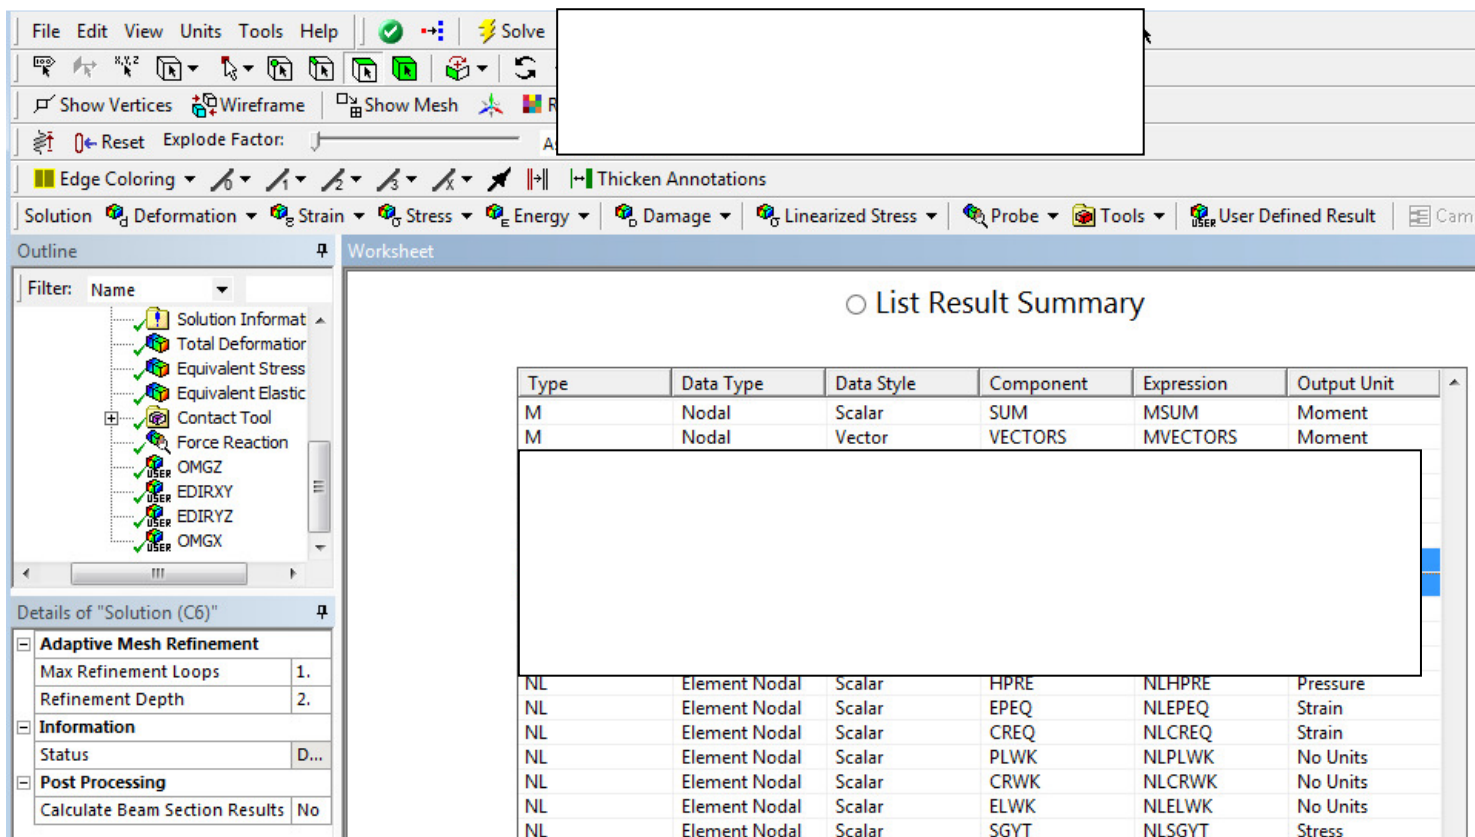 File Edit View Units Tools Help Solve
Show Vertices Wireframe Show Mesh R
Reset Explode Factor:
Edge Coloring Thicken Annotations
Solution Deformation Strain Stress Energy Damage Linearized Stress Probe Tools User Defined Result Cam
Outline
Filter: Name
Solution Informat
Total Deformation
Equivalent Stress
Equivalent Elastic
Contact Tool
Force Reaction
OMGZ
EDIRXY
EDIRYZ
OMGX
Details of "Solution (C6)"
Adaptive Mesh Refinement
Max Refinement Loops 1.
Refinement Depth 2.
Information
Status D...
Post Processing
Calculate Beam Section Results No
Worksheet
List Result Summary
Type Data Type Data Style Component Expression Output Unit
M Nodal Scalar SUM MSUM Moment
M Nodal Vector VECTORS MVECTORS Moment
NL Element Nodal Scalar HPRE NLHPRE Pressure
NL Element Nodal Scalar EPEQ NLEPEQ Strain
NL Element Nodal Scalar CREQ NLCREQ Strain
NL Element Nodal Scalar PLWK NLPLWK No Units
NL Element Nodal Scalar CRWK NLCRWK No Units
NL Element Nodal Scalar ELWK NLELWK No Units
NL Element Nodal Scalar SGYT NLSGYT Stress